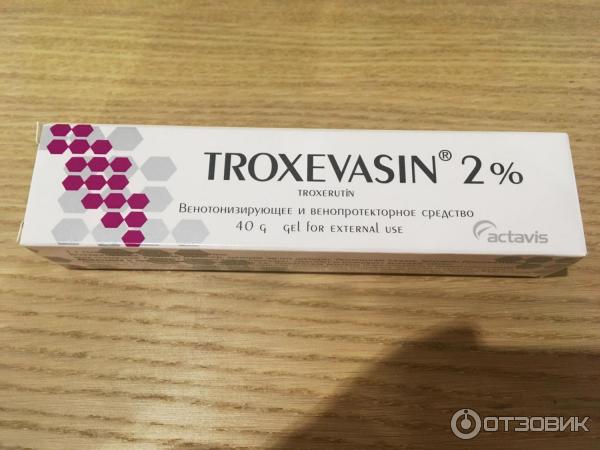 TROXEVASIN® 2%
TROXERUTIN
Венотонизирующее и венопротекторное средство
40 g gel for external use
actavis
ОТЗОВИК